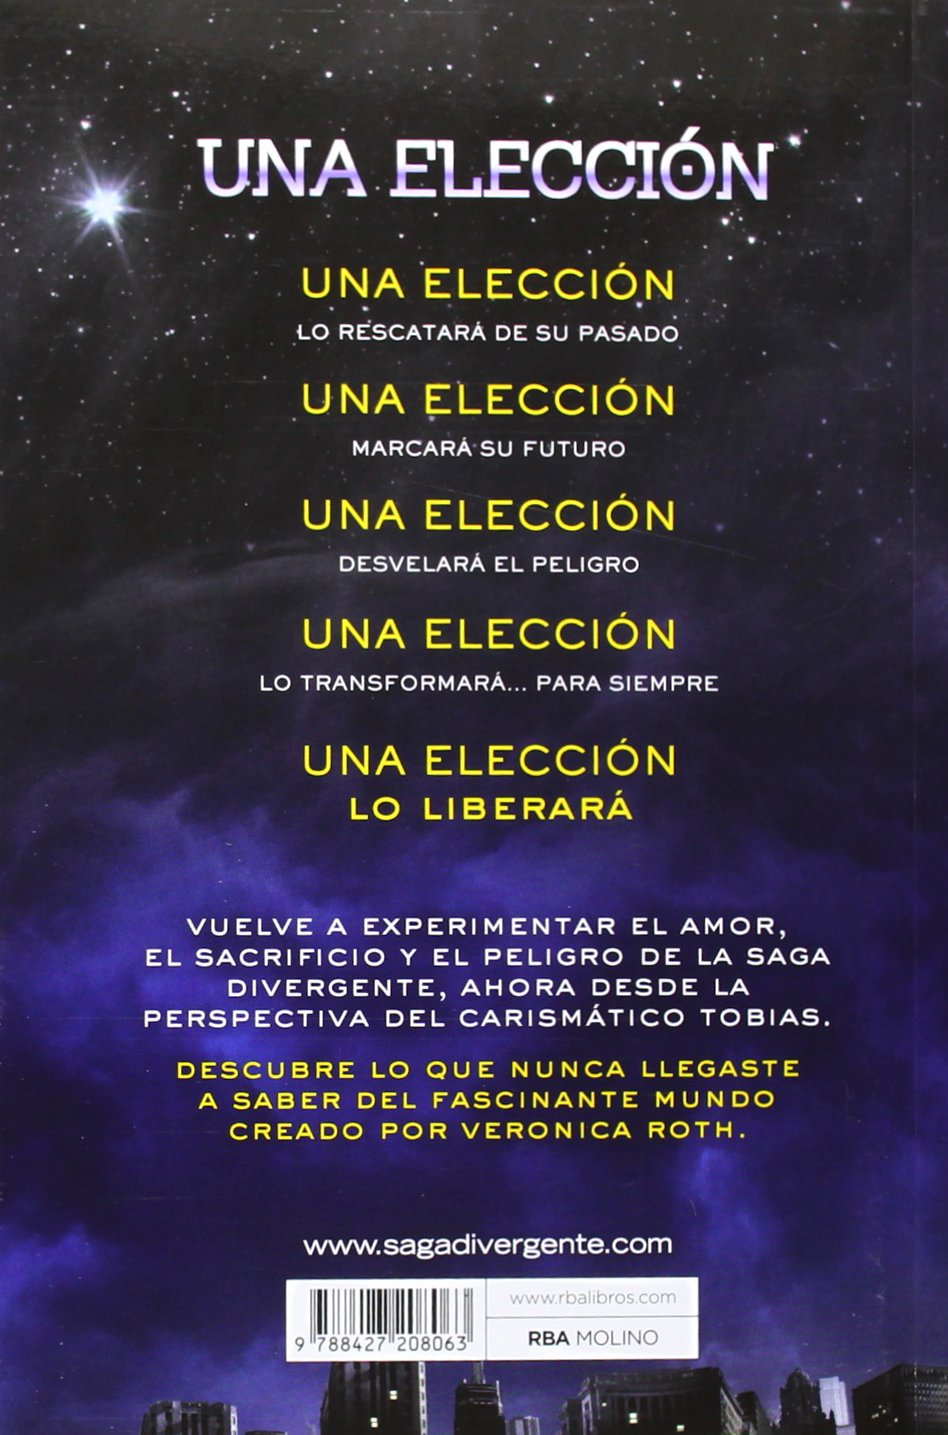 UNA ELECCIÓN
UNA ELECCIÓN
LO RESCATARÁ DE SU PASADO
UNA ELECCIÓN
MARCARÁ SU FUTURO
UNA ELECCIÓN
DESVELARÁ EL PELIGRO
UNA ELECCIÓN
LO TRANSFORMARÁ... PARA SIEMPRE
UNA ELECCIÓN
LO LIBERARÁ
VUELVE A EXPERIMENTAR EL AMOR,
EL SACRIFICIO Y EL PELIGRO DE LA SAGA
DIVERGENTE, AHORA DESDE LA
PERSPECTIVA DEL CARISMÁTICO TOBIAS.
DESCUBRE LO QUE NUNCA LLEGASTE
A SABER DEL FASCINANTE MUNDO
CREADO POR VERONICA ROTH.
www.sagadivergente.com
www.rbalibros.com
RBA MOLINO
9 788427 208063